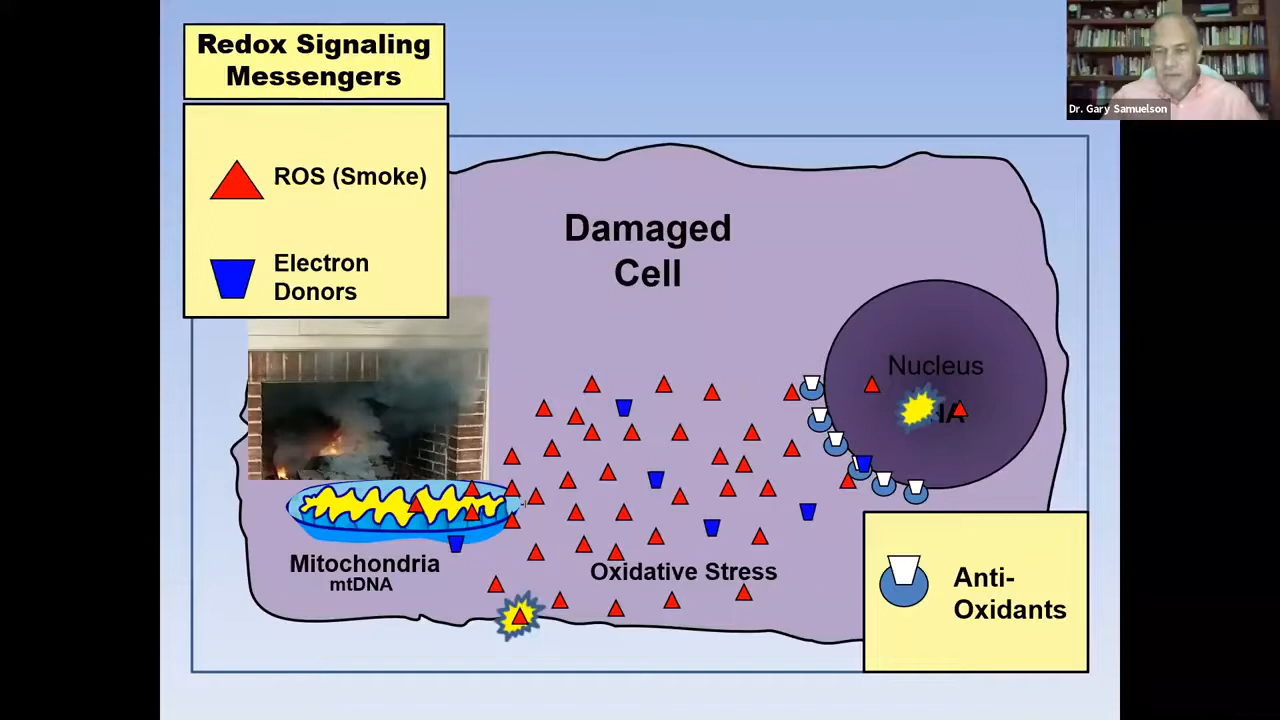 Redox Signaling
Messengers
ROS (Smoke)
Electron
Donors
Dr. Gary Samuelson
Damaged
Cell
Nucleus
Mitochondria
mtDNA
Oxidative Stress
Anti-
Oxidants